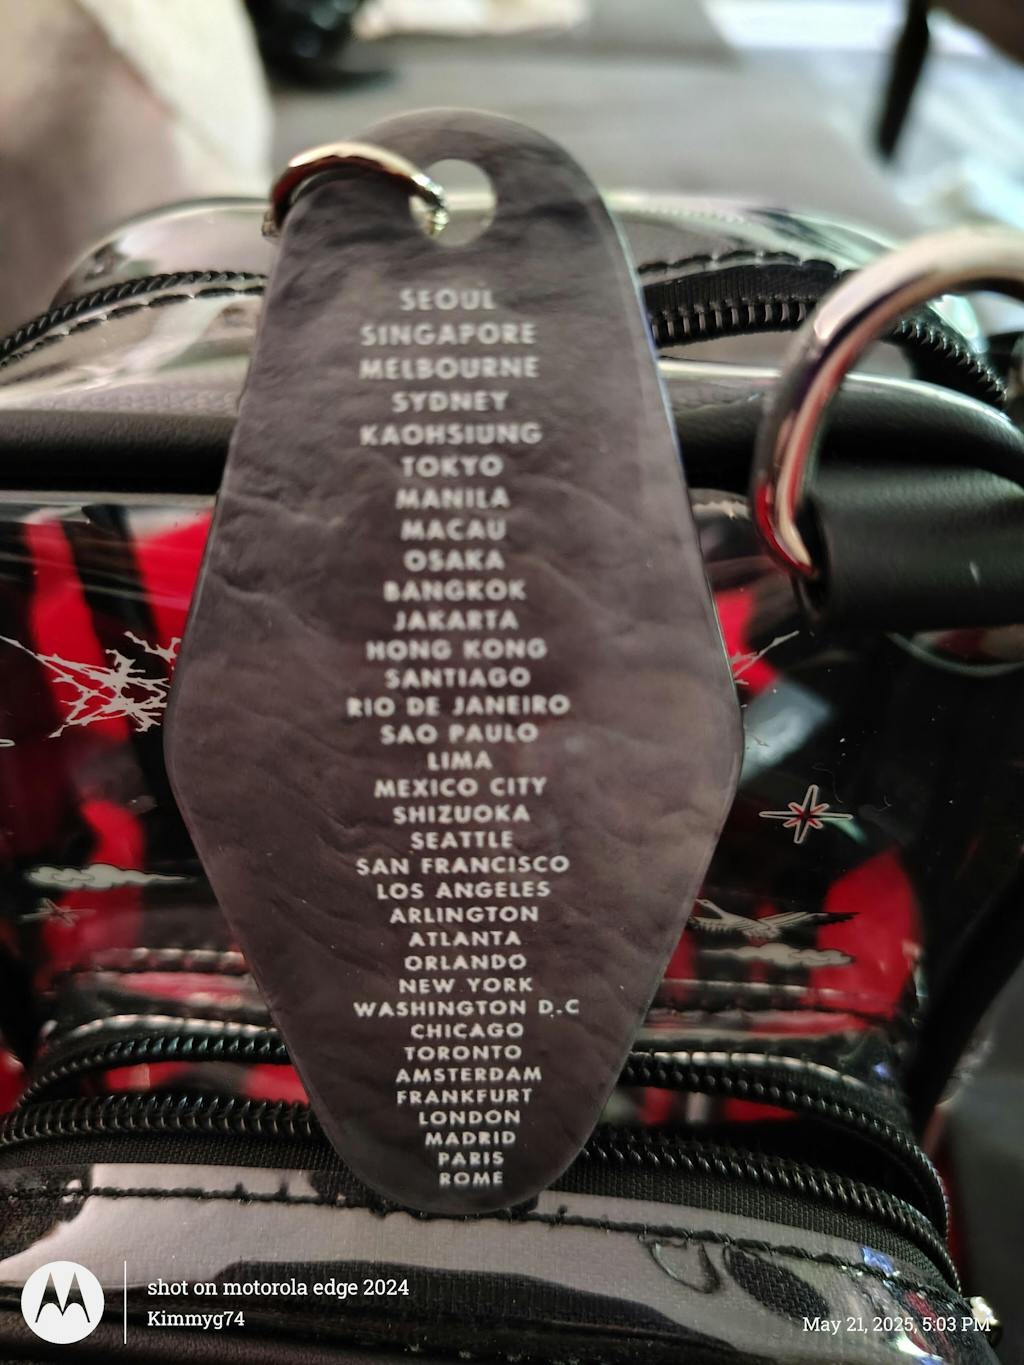 SEOUL
SINGAPORE
MELBOURNE
SYDNEY
KAOHSIUNG
TOKYO
MANILA
MACAU
OSAKA
BANGKOK
JAKARTA
HONG KONG
SANTIAGO
RIO DE JANEIRO
SAO PAULO
LIMA
MEXICO CITY
SHIZUOKA
SEATTLE
SAN FRANCISCO
LOS ANGELES
ARLINGTON
ATLANTA
ORLANDO
NEW YORK
WASHINGTON D.C
CHICAGO
TORONTO
AMSTERDAM
FRANKFURT
LONDON
MADRID
PARIS
ROME
shot on motorola edge 2024
Kimmyg74
May 21, 2025, 5:03 PM